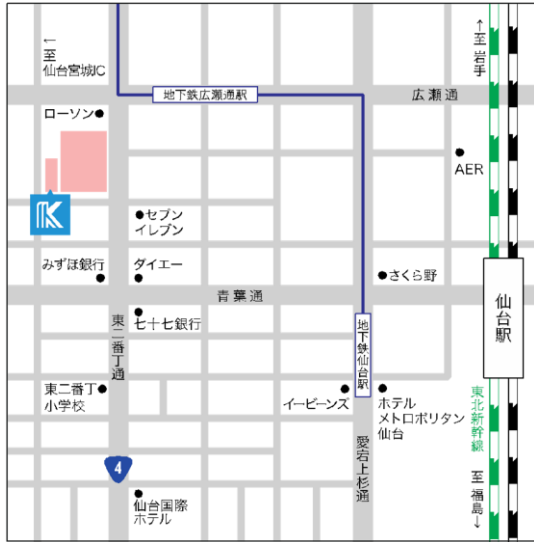 ←
至
仙台宮城IC
←至 岩手
地下鉄広瀬通駅
広瀬通
ローソン
AER
セブン
イレブン
みずほ銀行
ダイエー
さくら野
青葉通
仙台駅
東二番丁通
七十七銀行
地下鉄仙台駅
東二番丁
小学校
イービーンズ
ホテル
メトロポリタン
仙台
東北新幹線
愛宕上杉通
4
至 福島→
仙台国際
ホテル